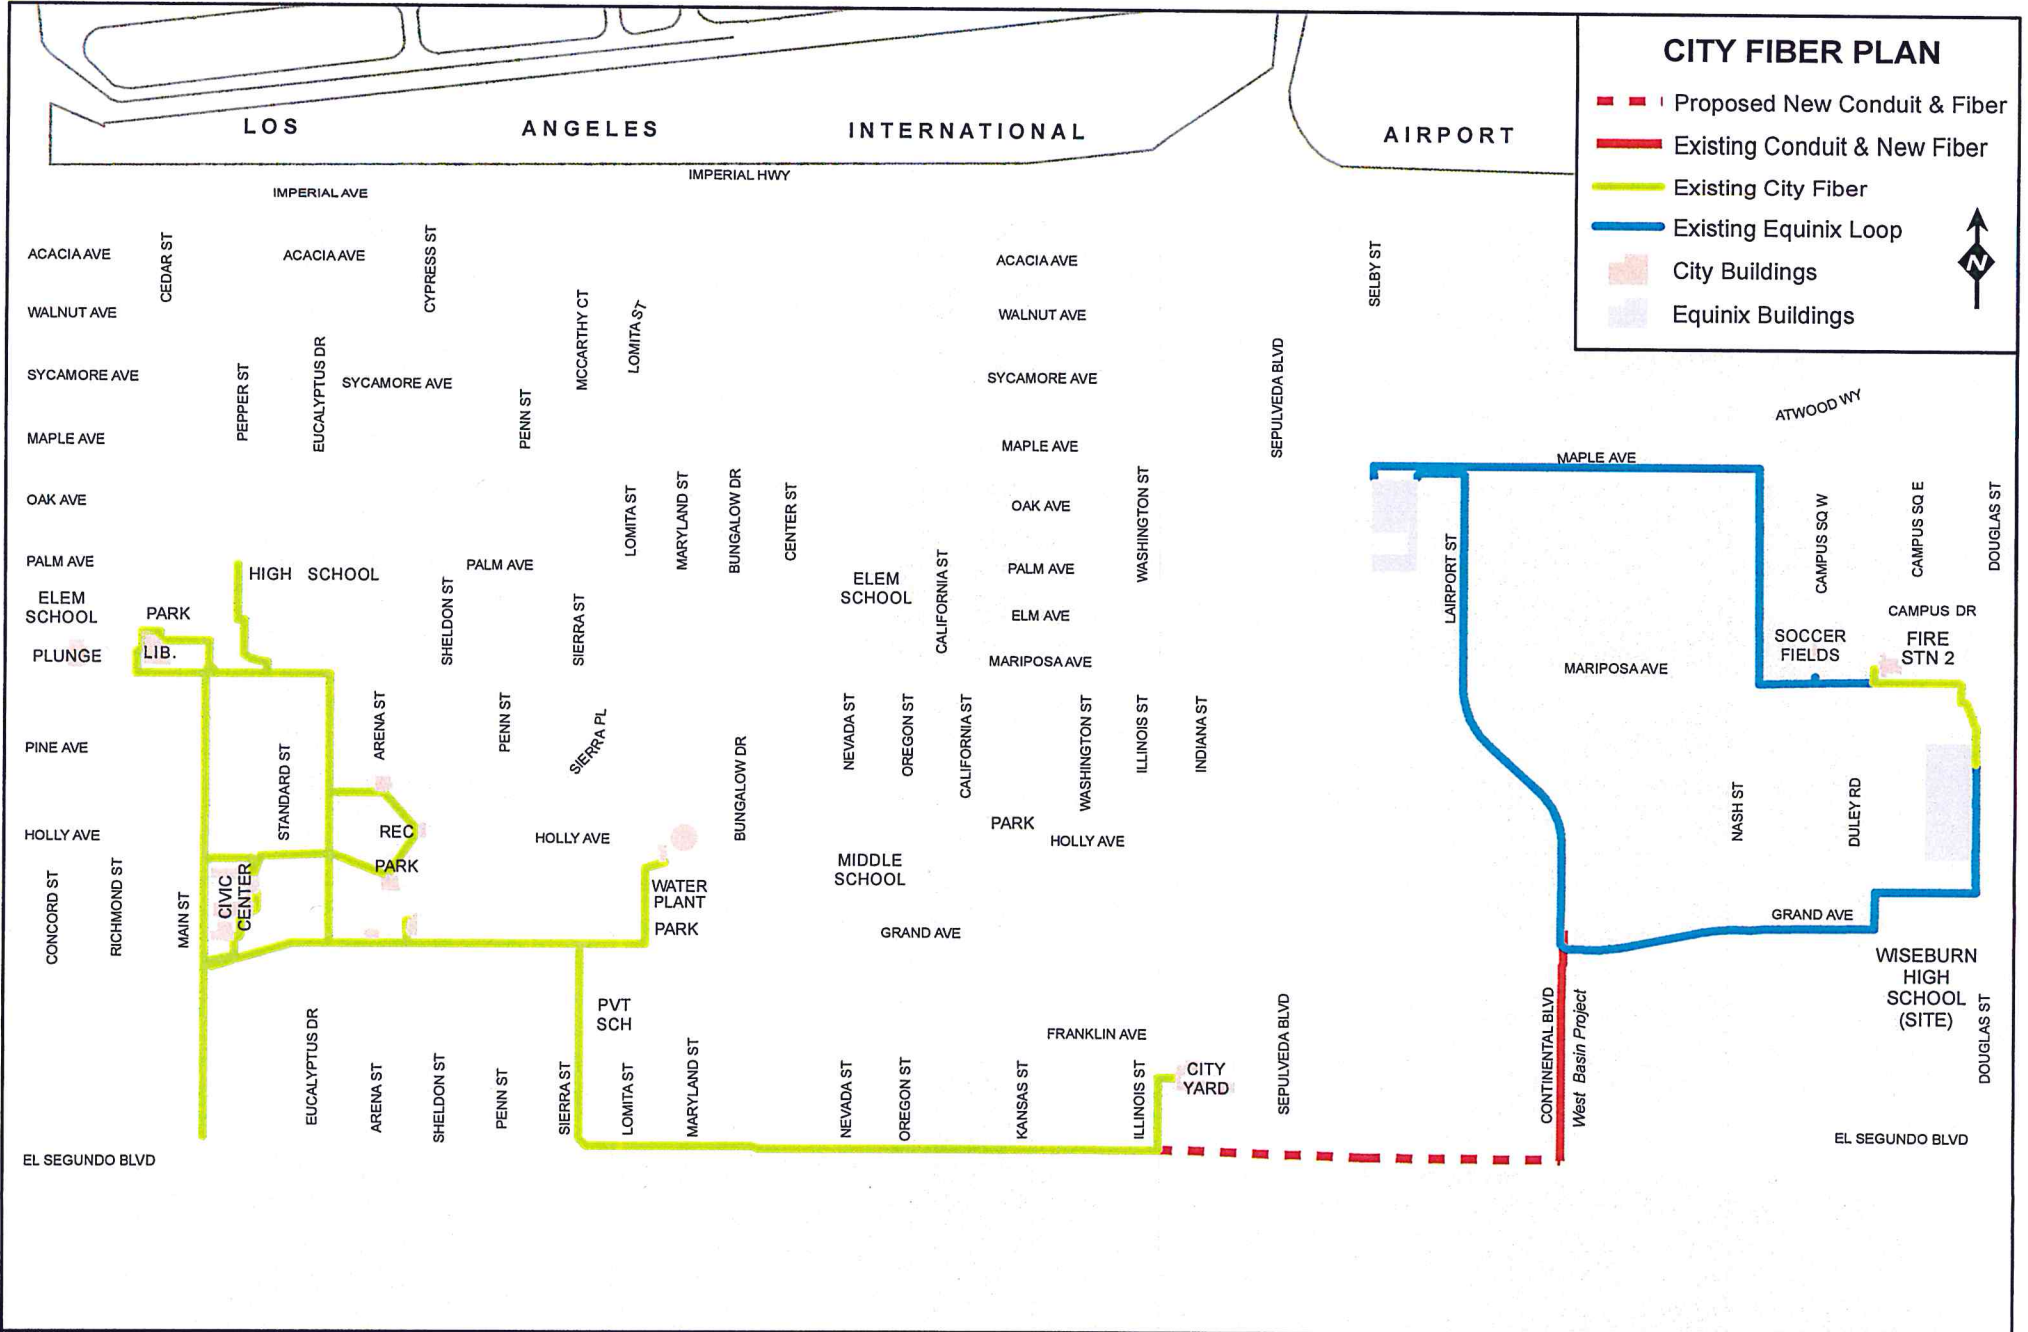 CITY FIBER PLAN
Proposed New Conduit & Fiber
Existing Conduit & New Fiber
Existing City Fiber
Existing Equinix Loop
City Buildings
Equinix Buildings
N
LOS ANGELES INTERNATIONAL AIRPORT
IMPERIAL HWY
IMPERIAL AVE
ACACIA AVE
CEDAR ST
ACACIA AVE
CYPRESS ST
ACACIA AVE
SELBY ST
WALNUT AVE
MCCARTHY CT
LOMITA ST
WALNUT AVE
SYCAMORE AVE
PEPPER ST
EUCALYPTUS DR
SYCAMORE AVE
PENN ST
SYCAMORE AVE
SEPULVEDA BLVD
ATWOOD WY
MAPLE AVE
MAPLE AVE
MAPLE AVE
OAK AVE
LOMITA ST
MARYLAND ST
BUNGALOW DR
CENTER ST
OAK AVE
WASHINGTON ST
CAMPUS SQ W
CAMPUS SQ E
DOUGLAS ST
PALM AVE
HIGH SCHOOL
PALM AVE
PALM AVE
LAIRPORT ST
ELEM
SCHOOL
PARK
SHELDON ST
SIERRA ST
ELEM
SCHOOL
CALIFORNIA ST
ELM AVE
CAMPUS DR
PLUNGE
LIB.
MARIPOSA AVE
MARIPOSA AVE
SOCCER
FIELDS
FIRE
STN 2
PINE AVE
STANDARD ST
ARENA ST
PENN ST
SIERRA PL
BUNGALOW DR
NEVADA ST
OREGON ST
CALIFORNIA ST
WASHINGTON ST
ILLINOIS ST
INDIANA ST
NASH ST
DULEY RD
HOLLY AVE
REC
PARK
HOLLY AVE
PARK
HOLLY AVE
MIDDLE
SCHOOL
CONCORD ST
RICHMOND ST
MAIN ST
CIVIC
CENTER
WATER
PLANT
PARK
GRAND AVE
GRAND AVE
WISEBURN
HIGH
SCHOOL
(SITE)
PVT
SCH
FRANKLIN AVE
EUCALYPTUS DR
ARENA ST
SHELDON ST
PENN ST
SIERRA ST
LOMITA ST
MARYLAND ST
NEVADA ST
OREGON ST
KANSAS ST
ILLINOIS ST
CITY
YARD
SEPULVEDA BLVD
CONTINENTAL BLVD
West Basin Project
DOUGLAS ST
EL SEGUNDO BLVD
EL SEGUNDO BLVD